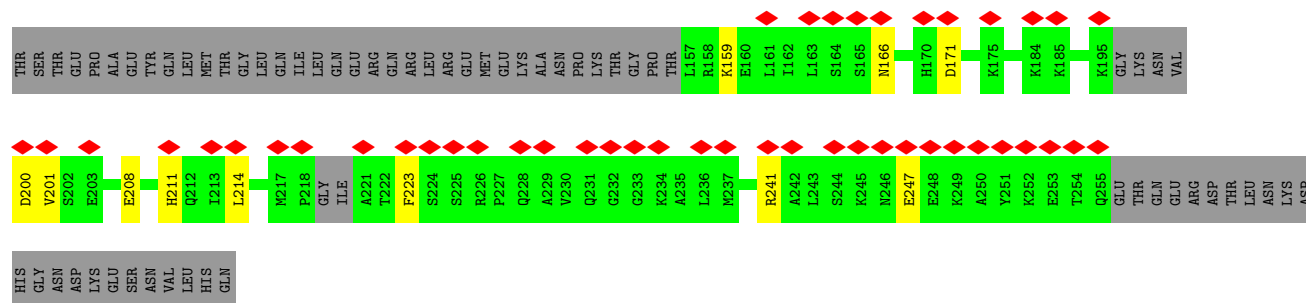 THR SER THR GLU PRO ALA GLU TYR GLN LEU MET THR GLY LEU GLN ILE LEU GLN GLU ARG GLN ARG LEU ARG GLU MET GLU LYS ALA ASN PRO LYS THR GLY PRO THR L157 R158 K159 E160 L161 I162 L163 S164 S165 N166 H170 D171 K175 K184 K185 K195 GLY LYS ASN VAL
D200 V201 S202 E203 E208 H211 Q212 I213 L214 M217 P218 GLY ILE A221 T222 F223 S224 S225 R226 P227 Q228 A229 V230 Q231 G232 G233 K234 A235 L236 M237 R241 A242 L243 S244 K245 N246 E247 E248 K249 A250 Y251 K252 E253 T254 Q255 GLU THR GLN GLU ARG ASP THR LEU ASN LYS ASP
HIS GLY ASN ASP LYS GLU SER ASN VAL LEU HIS GLN